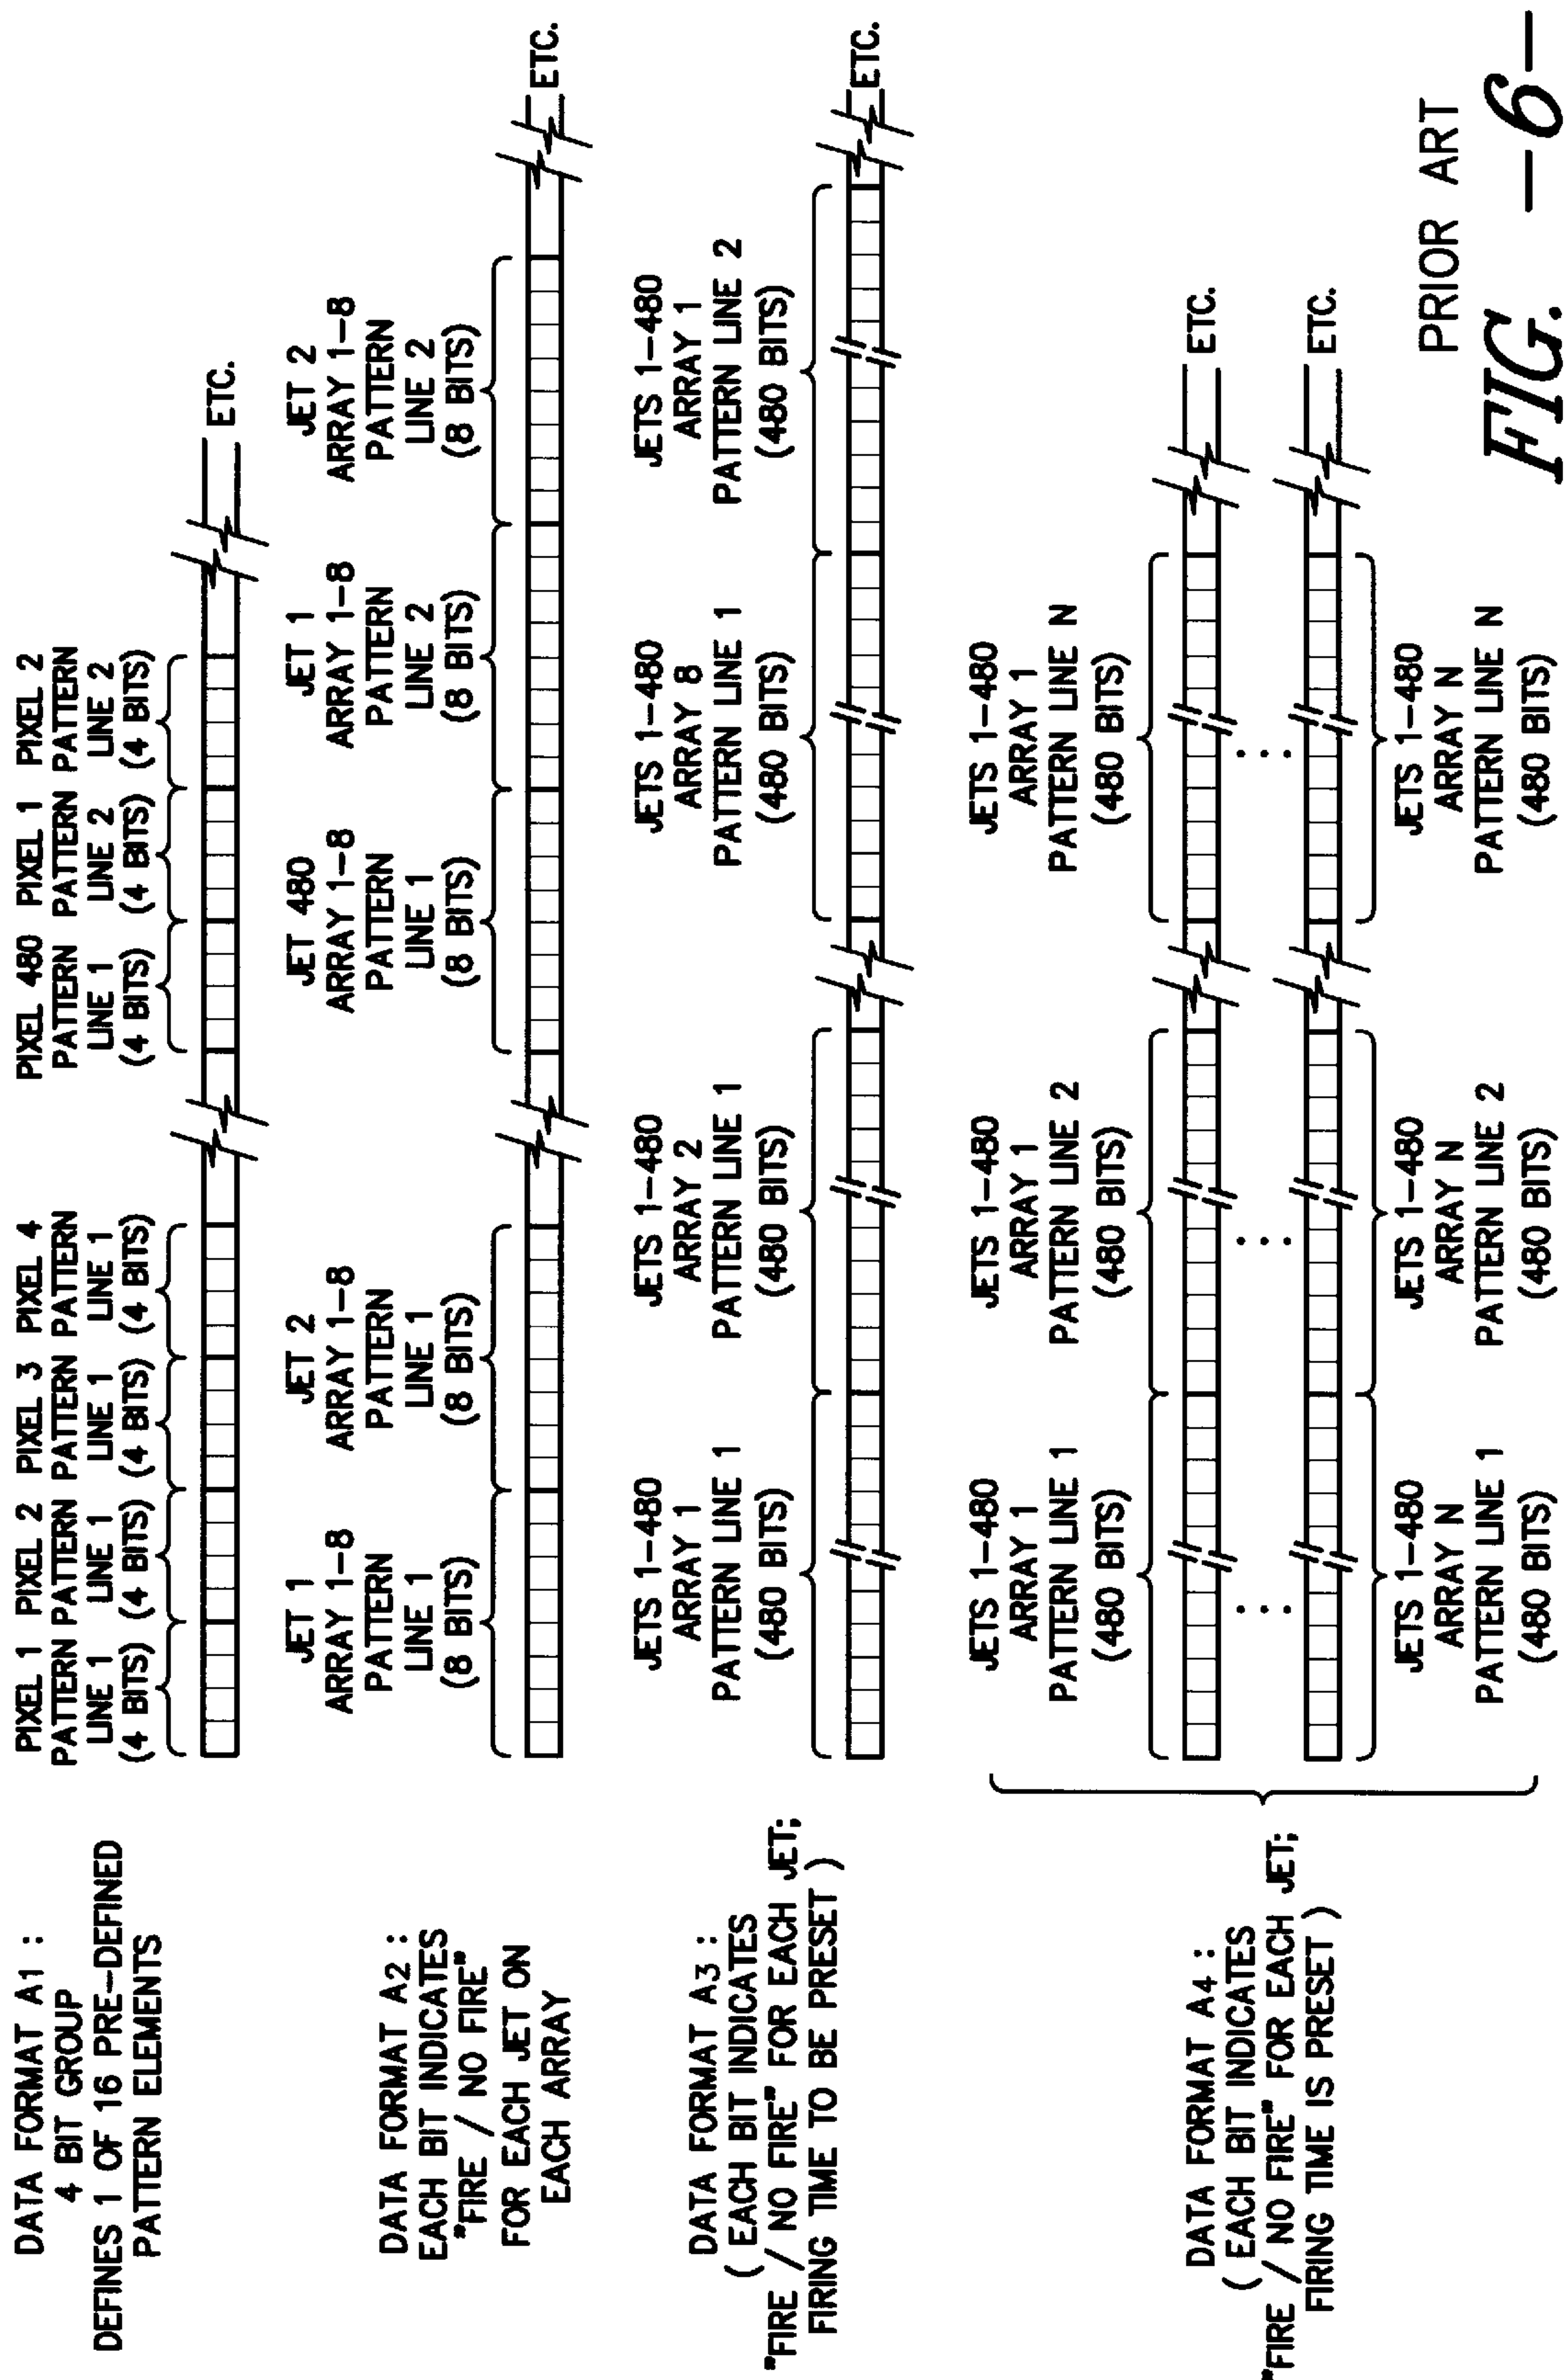 DATA FORMAT A1 :
4 BIT GROUP
DEFINES 1 OF 16 PRE-DEFINED
PATTERN ELEMENTS
PIXEL 1 PIXEL 2 PIXEL 3 PIXEL 4
PATTERN PATTERN PATTERN PATTERN
LINE 1 LINE 1 LINE 1 LINE 1
(4 BITS) (4 BITS) (4 BITS) (4 BITS)
PIXEL 480 PIXEL 1 PIXEL 2
PATTERN PATTERN PATTERN
LINE 1 LINE 2 LINE 2
(4 BITS) (4 BITS) (4 BITS)
ETC.
DATA FORMAT A2 :
EACH BIT INDICATES
"FIRE / NO FIRE"
FOR EACH JET ON
EACH ARRAY
JET 1
ARRAY 1-8
PATTERN
LINE 1
(8 BITS)
JET 2
ARRAY 1-8
PATTERN
LINE 1
(8 BITS)
JET 480
ARRAY 1-8
PATTERN
LINE 1
(8 BITS)
JET 1
ARRAY 1-8
PATTERN
LINE 2
(8 BITS)
JET 2
ARRAY 1-8
PATTERN
LINE 2
(8 BITS)
ETC.
DATA FORMAT A3 :
( EACH BIT INDICATES
"FIRE / NO FIRE" FOR EACH JET;
FIRING TIME TO BE PRESET )
JETS 1-480
ARRAY 1
PATTERN LINE 1
(480 BITS)
JETS 1-480
ARRAY 2
PATTERN LINE 1
(480 BITS)
JETS 1-480
ARRAY 8
PATTERN LINE 1
(480 BITS)
JETS 1-480
ARRAY 1
PATTERN LINE 2
(480 BITS)
ETC.
DATA FORMAT A4 :
( EACH BIT INDICATES
"FIRE / NO FIRE" FOR EACH JET;
FIRING TIME IS PRESET )
JETS 1-480
ARRAY 1
PATTERN LINE 1
(480 BITS)
JETS 1-480
ARRAY 1
PATTERN LINE 2
(480 BITS)
JETS 1-480
ARRAY 1
PATTERN LINE N
(480 BITS)
ETC.
ETC.
JETS 1-480
ARRAY N
PATTERN LINE 1
(480 BITS)
JETS 1-480
ARRAY N
PATTERN LINE 2
(480 BITS)
JETS 1-480
ARRAY N
PATTERN LINE N
(480 BITS)
PRIOR ART
FIG. -6-